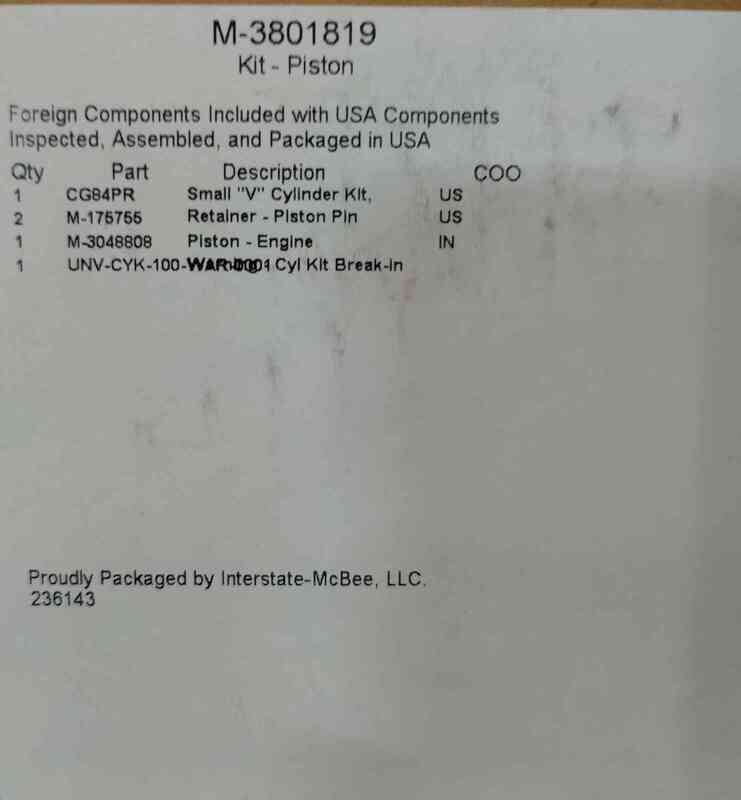 M-3801819
Kit - Piston
Foreign Components Included with USA Components
Inspected, Assembled, and Packaged in USA
Qty Part Description COO
1 CG84PR Small "V" Cylinder Kit, US
2 M-175755 Retainer - Piston Pin US
1 M-3048808 Piston - Engine IN
1 UNV-CYK-100- Cyl Kit Break-in
Proudly Packaged by Interstate-McBee, LLC.
236143